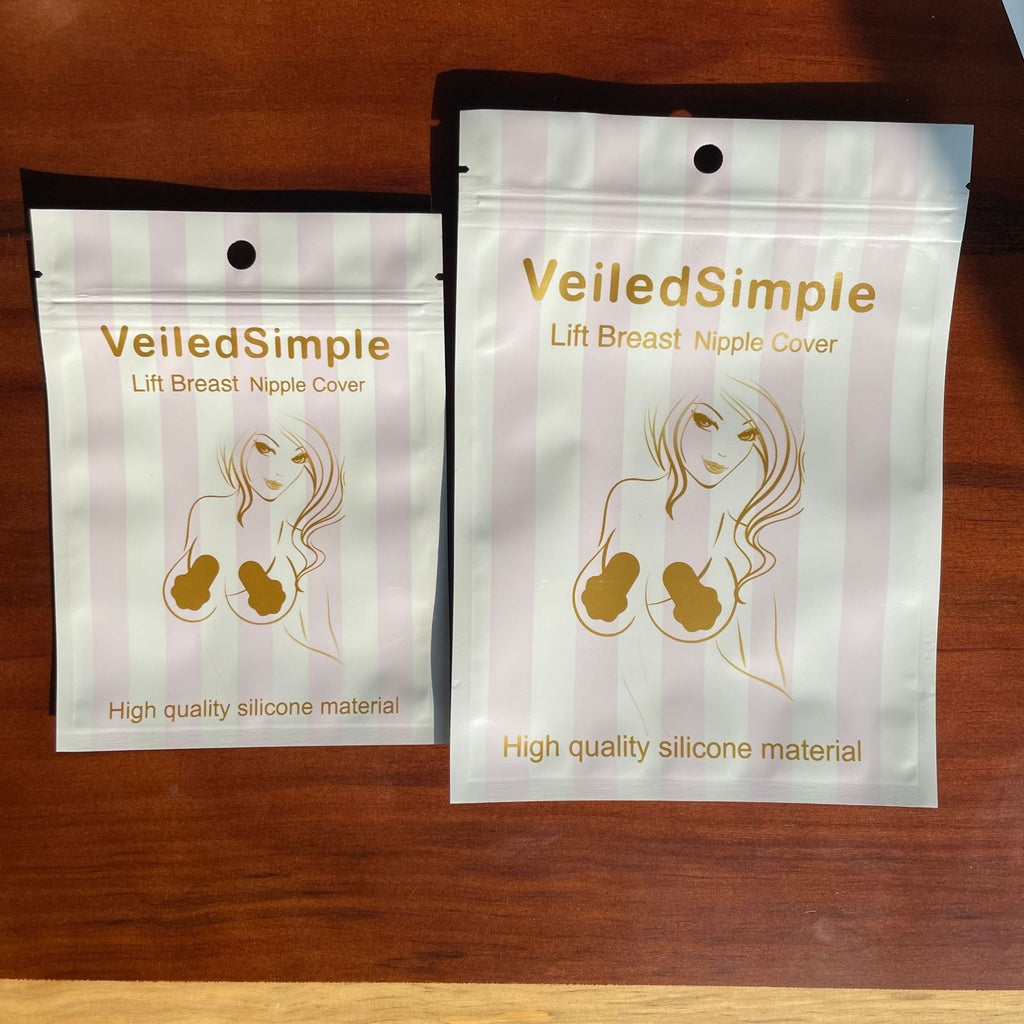 VeiledSimple
Lift Breast Nipple Cover
High quality silicone material
VeiledSimple
Lift Breast Nipple Cover
High quality silicone material